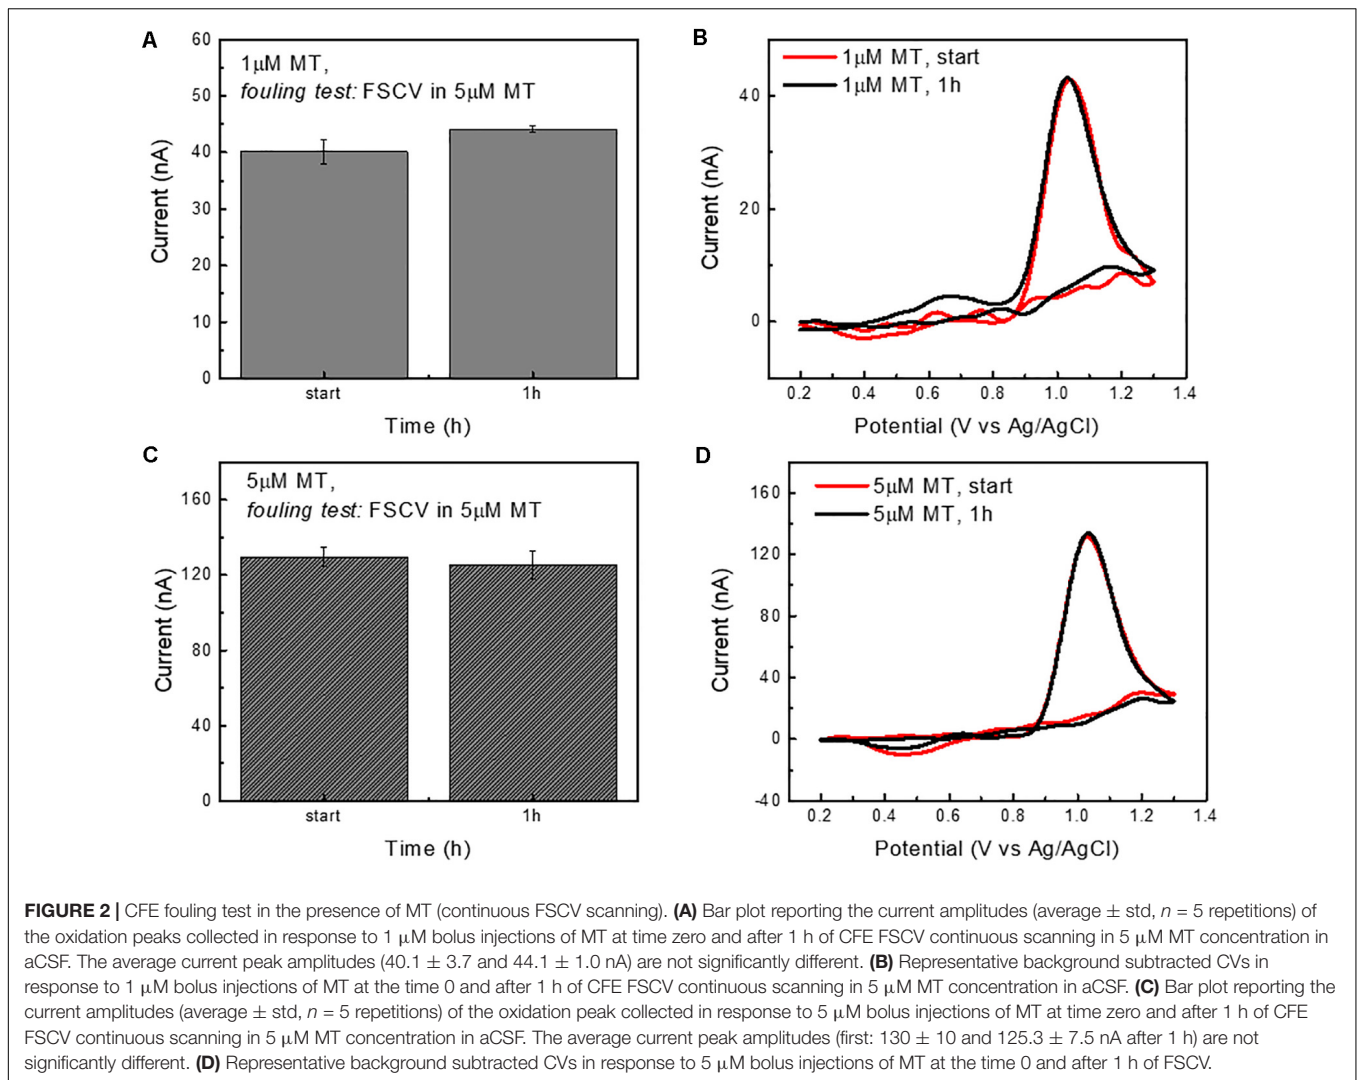 A
1μM MT,
fouling test: FSCV in 5μM MT
60
50
40
30
20
10
0
Current (nA)
start
1h
Time (h)
B
1μM MT, start
1μM MT, 1h
40
20
0
Current (nA)
0.2
0.4
0.6
0.8
1.0
1.2
1.4
Potential (V vs Ag/AgCl)
C
5μM MT,
fouling test: FSCV in 5μM MT
160
120
80
40
0
Current (nA)
start
1h
Time (h)
D
5μM MT, start
5μM MT, 1h
160
120
80
40
0
-40
Current (nA)
0.2
0.4
0.6
0.8
1.0
1.2
1.4
Potential (V vs Ag/AgCl)
FIGURE 2 | CFE fouling test in the presence of MT (continuous FSCV scanning). (A) Bar plot reporting the current amplitudes (average ± std, n = 5 repetitions) of
the oxidation peaks collected in response to 1 μM bolus injections of MT at time zero and after 1 h of CFE FSCV continuous scanning in 5 μM MT concentration in
aCSF. The average current peak amplitudes (40.1 ± 3.7 and 44.1 ± 1.0 nA) are not significantly different. (B) Representative background subtracted CVs in
response to 1 μM bolus injections of MT at the time 0 and after 1 h of CFE FSCV continuous scanning in 5 μM MT concentration in aCSF. (C) Bar plot reporting the
current amplitudes (average ± std, n = 5 repetitions) of the oxidation peak collected in response to 5 μM bolus injections of MT at time zero and after 1 h of CFE
FSCV continuous scanning in 5 μM MT concentration in aCSF. The average current peak amplitudes (first: 130 ± 10 and 125.3 ± 7.5 nA after 1 h) are not
significantly different. (D) Representative background subtracted CVs in response to 5 μM bolus injections of MT at the time 0 and after 1 h of FSCV.